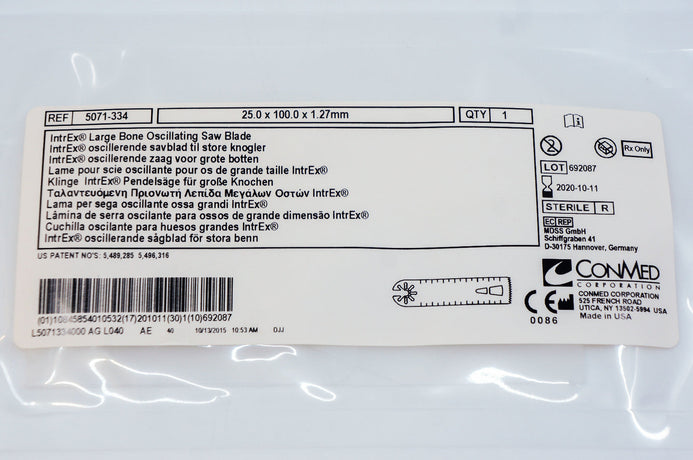 REF 5071-334 25.0 x 100.0 x 1.27mm QTY 1
IntrEx® Large Bone Oscillating Saw Blade
IntrEx® oscillerende savblad til store knogler
IntrEx® oscillerende zaag voor grote botten
Lame pour scie oscillante pour os de grande taille IntrEx®
Klinge IntrEx® Pendelsäge für große Knochen
Ταλαντευόμενη Πριονωτή Λεπίδα Μεγάλων Οστών IntrEx®
Lama per sega oscillante ossa grandi IntrEx®
Lâmina de serra oscilante para ossos de grande dimensão IntrEx®
Cuchilla oscilante para huesos grandes IntrEx®
IntrEx® oscillerande sågblad för stora benn
US PATENT NO'S: 5,489,285 5,496,316
(01)10845854010532(17)201011(30)1(10)692087
L5071334000 AG L040 AE 40 10/13/2015 10:53 AM DJJ
2 Rx Only
LOT 692087
2020-10-11
STERILE R
EC REP
MDSS GmbH
Schiffgraben 41
D-30175 Hannover, Germany
CONMED
CORPORATION
CONMED CORPORATION
525 FRENCH ROAD
UTICA, NY 13502-5994 USA
Made in USA
CE
0086